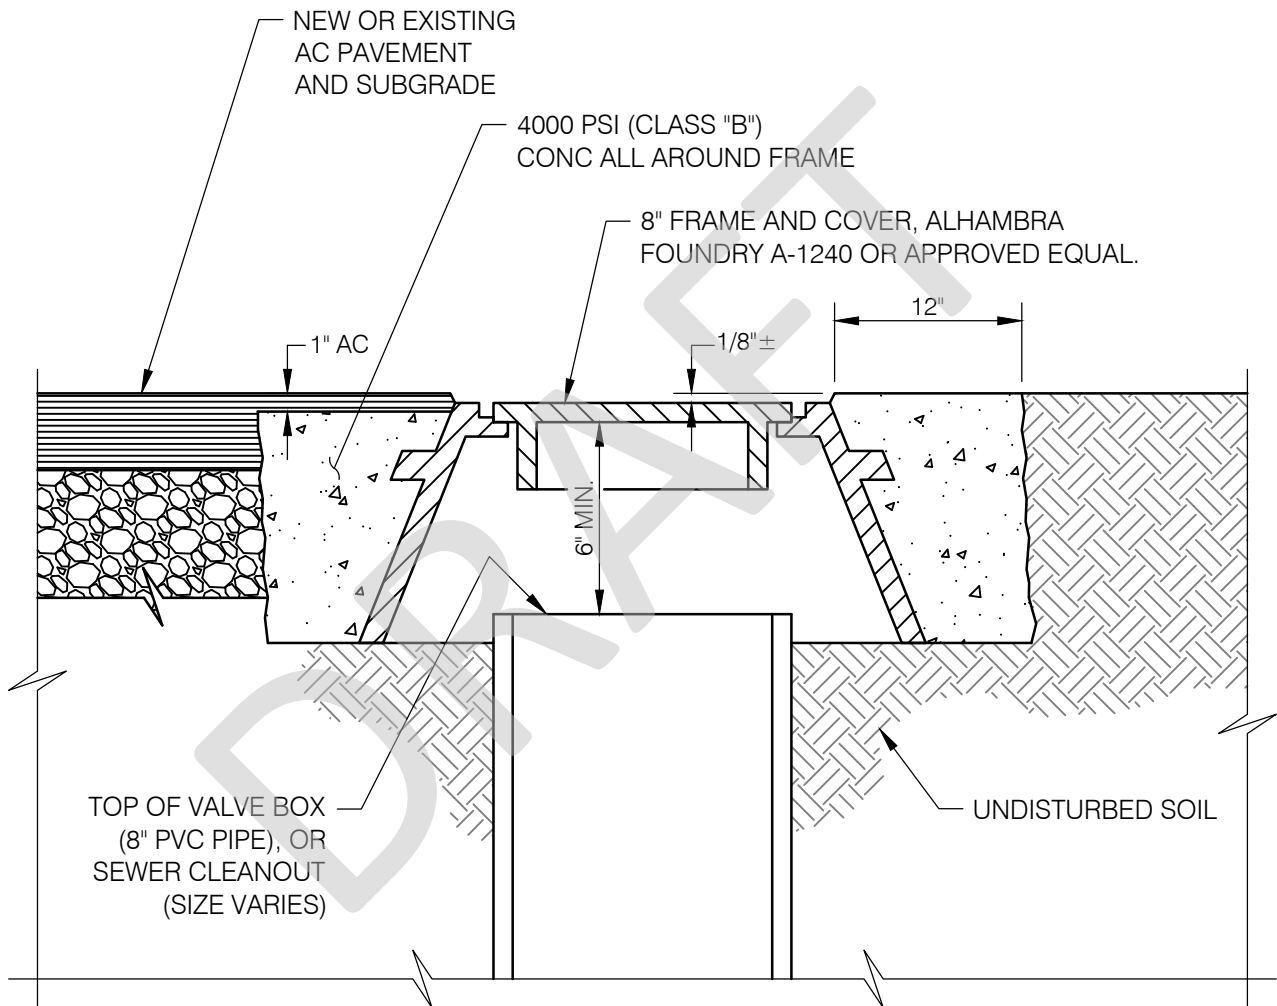 NEW OR EXISTING
AC PAVEMENT
AND SUBGRADE
4000 PSI (CLASS "B")
CONC ALL AROUND FRAME
8" FRAME AND COVER, ALHAMBRA
FOUNDRY A-1240 OR APPROVED EQUAL.
12"
1" AC
1/8"±
6" MIN.
TOP OF VALVE BOX
(8" PVC PIPE), OR
SEWER CLEANOUT
(SIZE VARIES)
UNDISTURBED SOIL
DRAFT